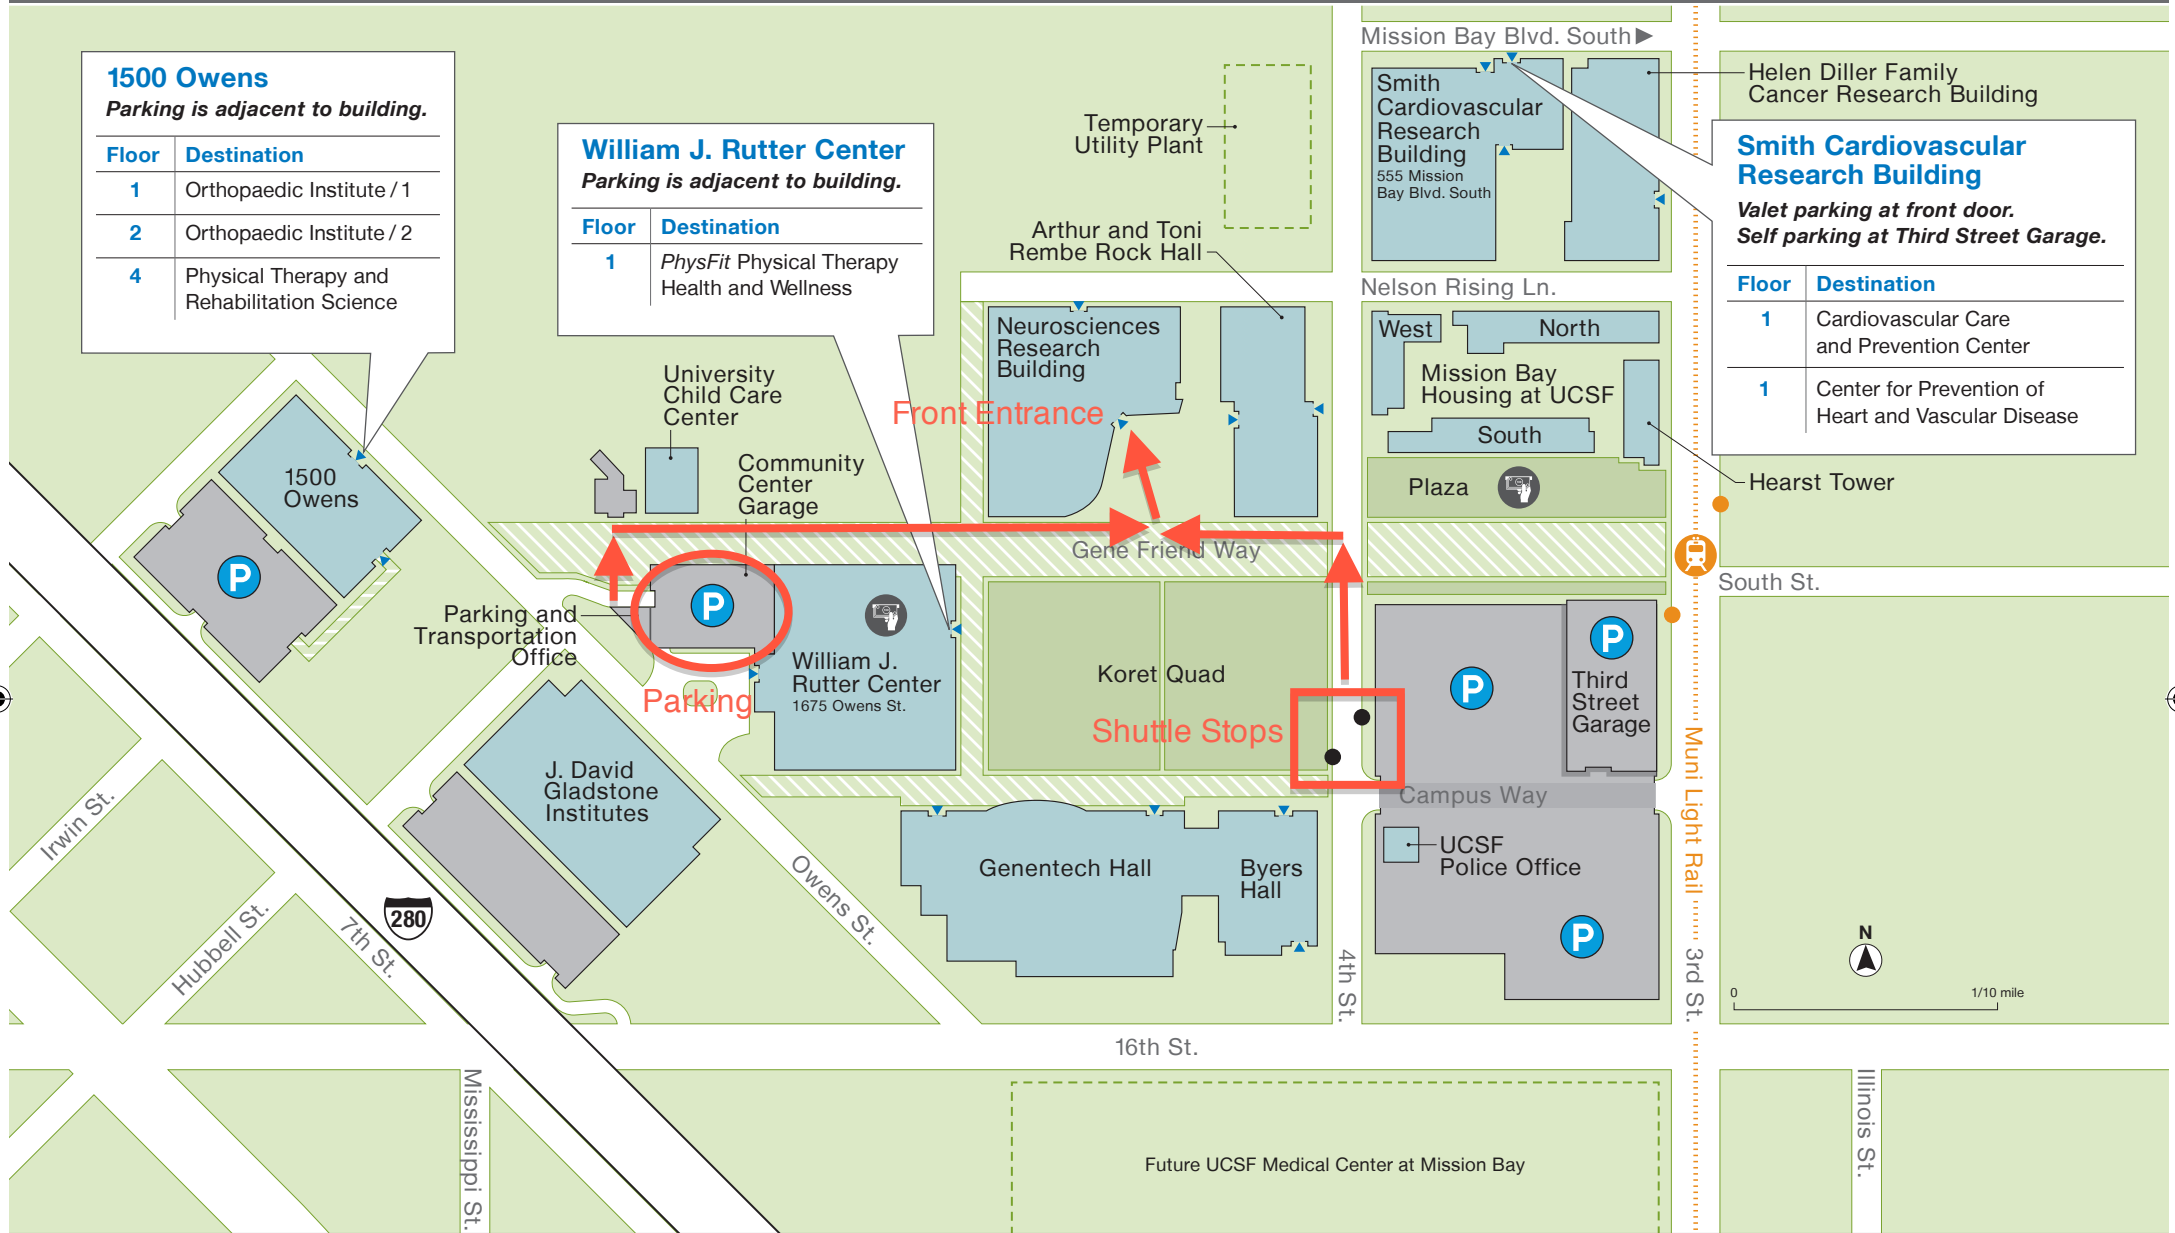 Mission Bay Blvd. South
1500 Owens
Parking is adjacent to building.
Floor Destination
1 Orthopaedic Institute / 1
2 Orthopaedic Institute / 2
4 Physical Therapy and
Rehabilitation Science
William J. Rutter Center
Parking is adjacent to building.
Floor Destination
1 PhysFit Physical Therapy
Health and Wellness
Temporary
Utility Plant
Arthur and Toni
Rembe Rock Hall
Smith
Cardiovascular
Research
Building
555 Mission
Bay Blvd. South
Helen Diller Family
Cancer Research Building
Smith Cardiovascular
Research Building
Valet parking at front door.
Self parking at Third Street Garage.
Floor Destination
1 Cardiovascular Care
and Prevention Center
1 Center for Prevention of
Heart and Vascular Disease
Nelson Rising Ln.
Neurosciences
Research
Building
West
North
Mission Bay
Housing at UCSF
South
University
Child Care
Center
Front Entrance
Community
Center
Garage
1500
Owens
P
Plaza
Hearst Tower
Gene Friend Way
South St.
Parking and
Transportation
Office
P
Parking
William J.
Rutter Center
1675 Owens St.
Koret Quad
Shuttle Stops
P
P
Third
Street
Garage
Muni Light Rail
J. David
Gladstone
Institutes
Campus Way
Irwin St.
Owens St.
Genentech Hall
Byers
Hall
UCSF
Police Office
P
280
Hubbell St.
7th St.
4th St.
3rd St.
N
0 1/10 mile
16th St.
Mississippi St.
Illinois St.
Future UCSF Medical Center at Mission Bay